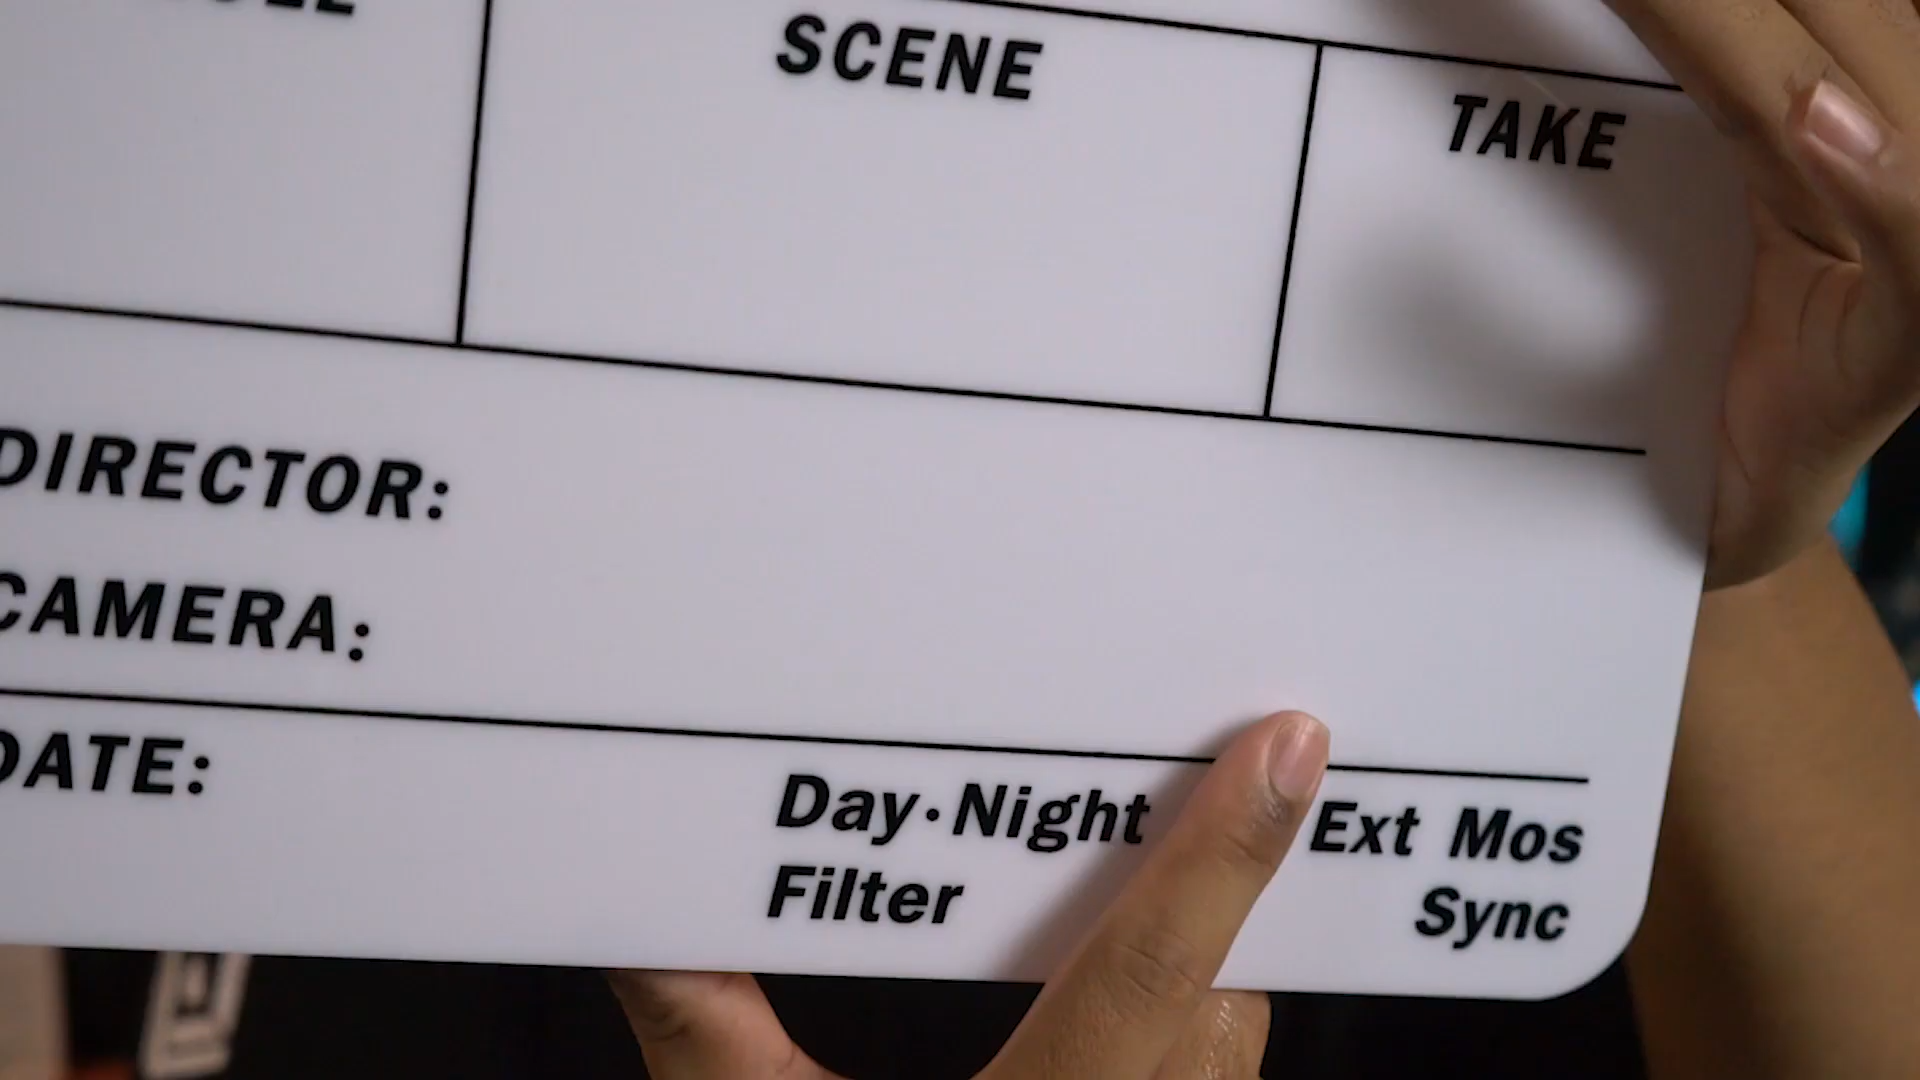 SCENE
TAKE
DIRECTOR:
CAMERA:
DATE:
Day·Night Ext Mos
Filter Sync